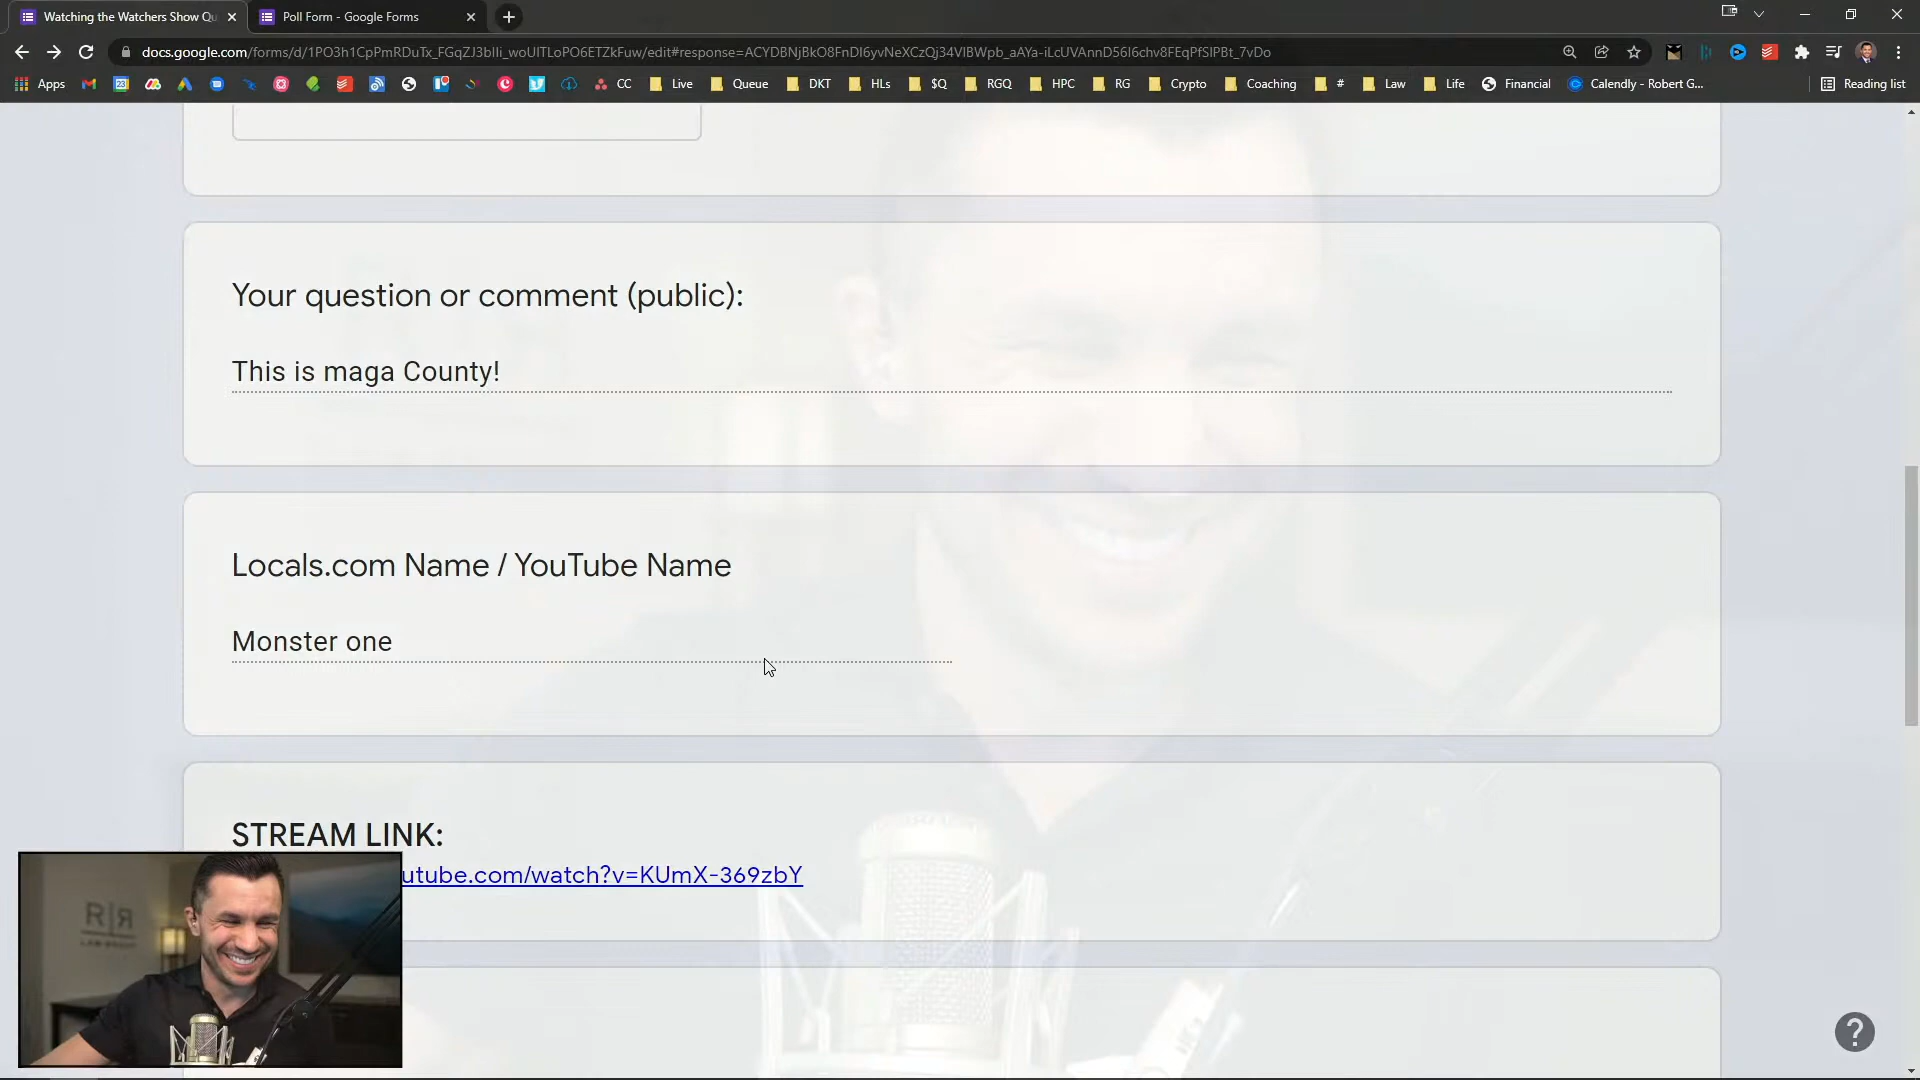 Watching the Watchers Show Qu
Poll Form - Google Forms
docs.google.com/forms/d/1PO3h1CpPmRDuTx_FGqZJ3bIIi_woUITLoPO6ETZkFuw/edit#response=ACYDBNjBkO8FnDI6yvNeXCzQj34VIBWpb_aAYa-iLcUVAnnD56I6chv8FEqPfSIPBt_7vDo
Apps
CC
Live
Queue
DKT
HLs
$Q
RGQ
HPC
RG
Crypto
Coaching
#
Law
Life
Financial
Calendly - Robert G...
Reading list
Your question or comment (public):
This is maga County!
Locals.com Name / YouTube Name
Monster one
STREAM LINK:
utube.com/watch?v=KUmX-369zbY
R|R
LAW GROUP